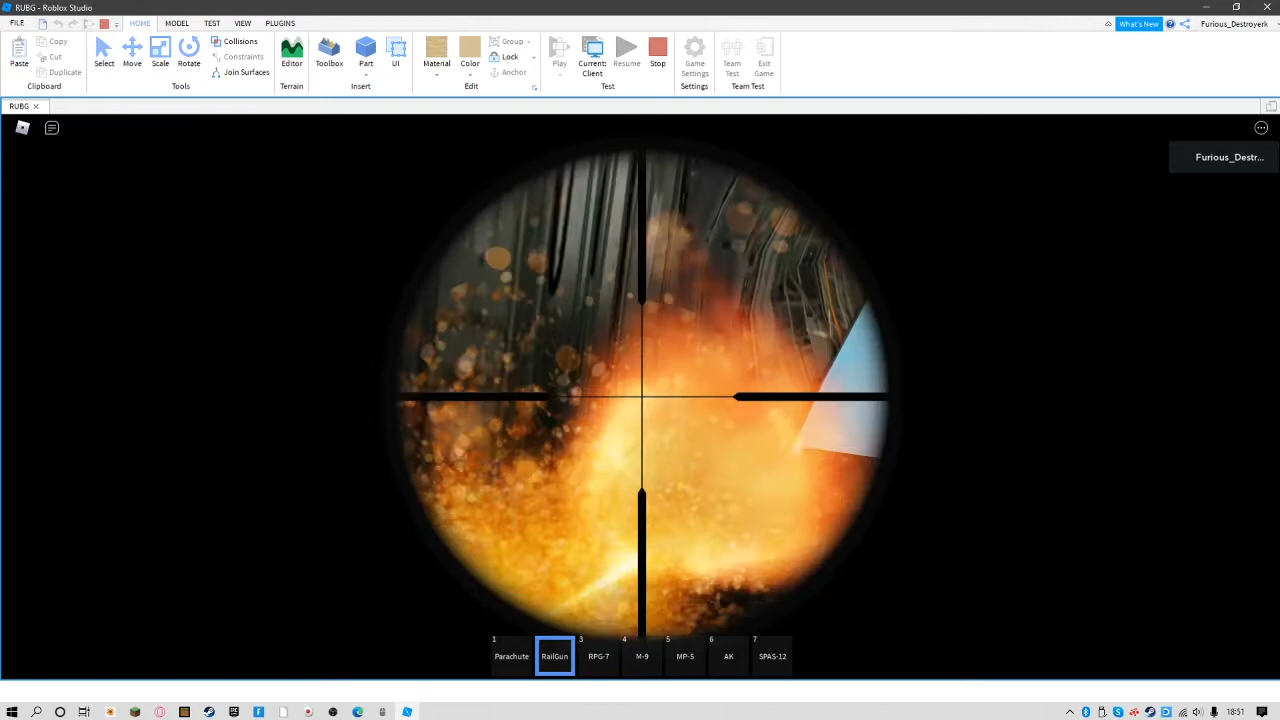 RUBG - Roblox Studio
FILE HOME MODEL TEST VIEW PLUGINS What's New Furious_Destroyerk
Paste Copy Cut Duplicate Select Move Scale Rotate Collisions Constraints Join Surfaces Editor Toolbox Part UI Material Color Group Lock Anchor Play Current: Client Resume Stop Game Settings Team Test Exit Game
Clipboard Tools Terrain Insert Edit Test Settings Team Test
RUBG
Furious_Destr...
1 3 4 5 6 7
Parachute RailGun RPG-7 M-9 MP-5 AK SPAS-12
18:51